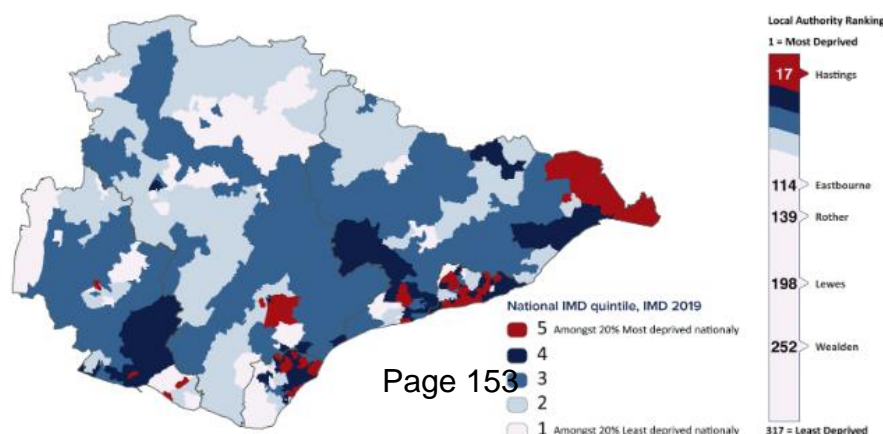 Local Authority Ranking
1 = Most Deprived
17 Hastings
114 Eastbourne
139 Rother
198 Lewes
252 Wealden
317 = Least Deprived
National IMD quintile, IMD 2019
5 Amongst 20% Most deprived nationaly
4
3
2
1 Amongst 20% Least deprived nationaly
Page 153